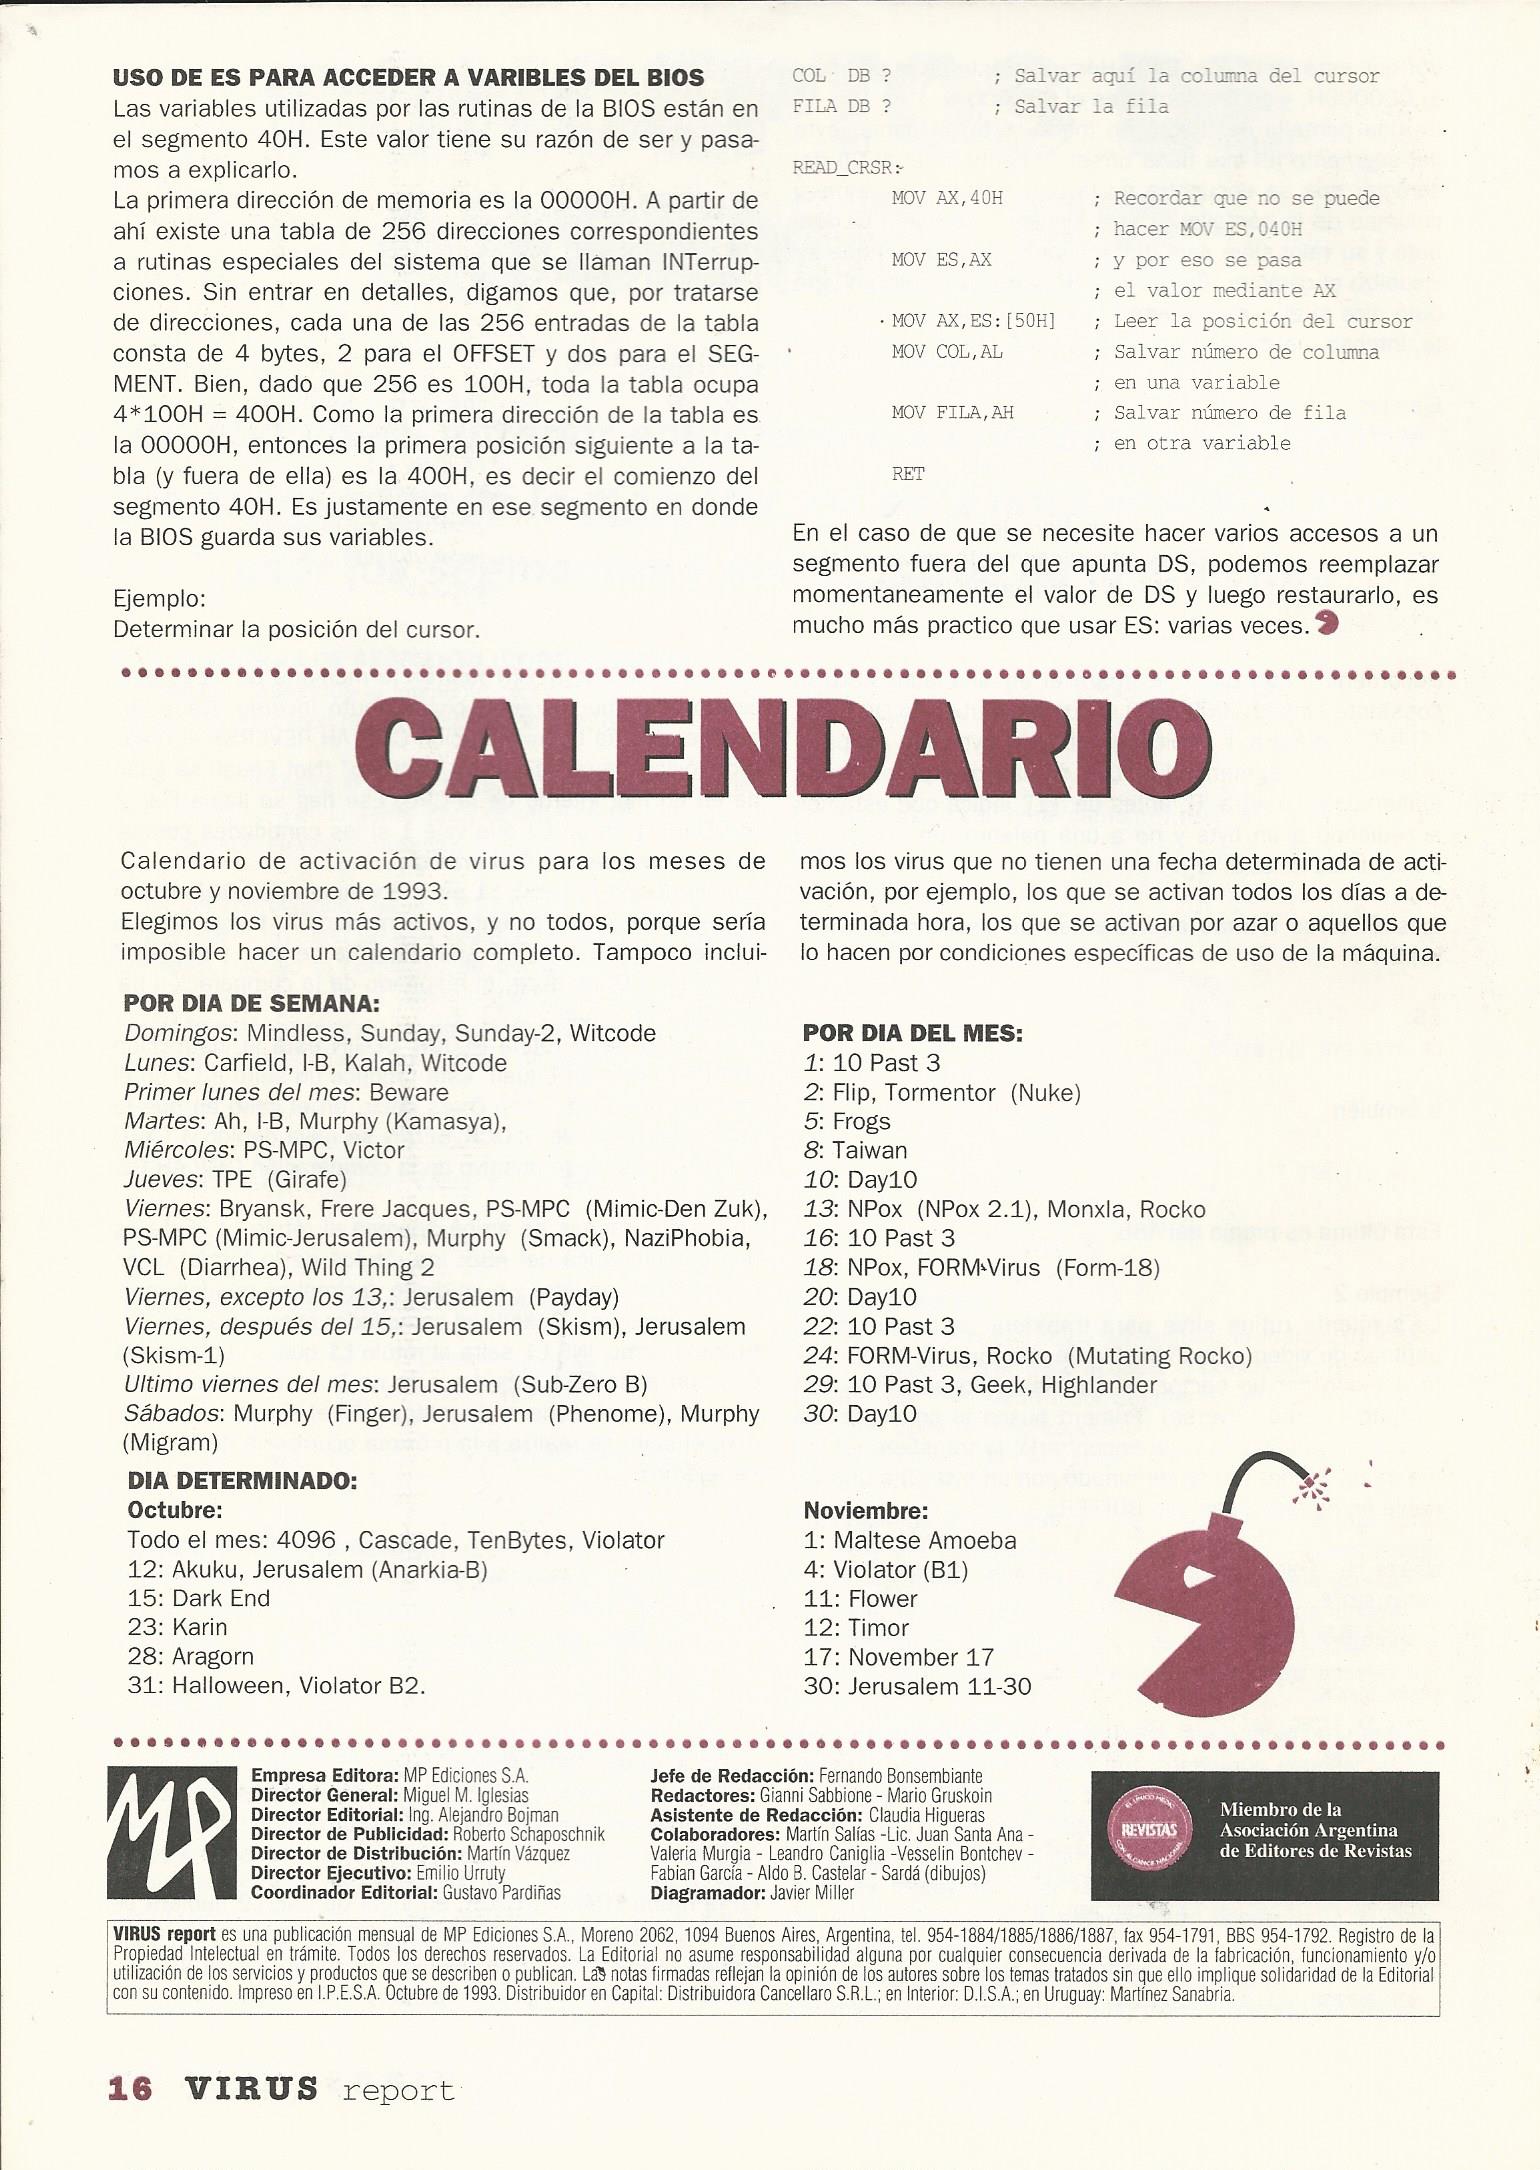 USO DE ES PARA ACCEDER A VARIBLES DEL BIOS
Las variables utilizadas por las rutinas de la BIOS están en
el segmento 40H. Este valor tiene su razón de ser y pasa-
mos a explicarlo.
La primera dirección de memoria es la 00000H. A partir de
ahí existe una tabla de 256 direcciones correspondientes
a rutinas especiales del sistema que se llaman INTerrup-
ciones. Sin entrar en detalles, digamos que, por tratarse
de direcciones, cada una de las 256 entradas de la tabla
consta de 4 bytes, 2 para el OFFSET y dos para el SEG-
MENT. Bien, dado que 256 es 100H, toda la tabla ocupa
4*100H = 400H. Como la primera dirección de la tabla es
la 00000H, entonces la primera posición siguiente a la ta-
bla (y fuera de ella) es la 400H, es decir el comienzo del
segmento 40H. Es justamente en ese segmento en donde
la BIOS guarda sus variables.
Ejemplo:
Determinar la posición del cursor.
COL DB ? ; Salvar aquí la columna del cursor
FILA DB ? ; Salvar la fila
READ_CRSR:
MOV AX,40H ; Recordar que no se puede
; hacer MOV ES,040H
MOV ES,AX ; y por eso se pasa
; el valor mediante AX
MOV AX,ES:[50H] ; Leer la posición del cursor
MOV COL,AL ; Salvar número de columna
; en una variable
MOV FILA,AH ; Salvar número de fila
; en otra variable
RET
En el caso de que se necesite hacer varios accesos a un
segmento fuera del que apunta DS, podemos reemplazar
momentaneamente el valor de DS y luego restaurarlo, es
mucho más practico que usar ES: varias veces.
CALENDARIO
Calendario de activación de virus para los meses de
octubre y noviembre de 1993.
Elegimos los virus más activos, y no todos, porque sería
imposible hacer un calendario completo. Tampoco inclui-
mos los virus que no tienen una fecha determinada de acti-
vación, por ejemplo, los que se activan todos los días a de-
terminada hora, los que se activan por azar o aquellos que
lo hacen por condiciones específicas de uso de la máquina.
POR DIA DE SEMANA:
Domingos: Mindless, Sunday, Sunday-2, Witcode
Lunes: Carfield, I-B, Kalah, Witcode
Primer lunes del mes: Beware
Martes: Ah, I-B, Murphy (Kamasya),
Miércoles: PS-MPC, Victor
Jueves: TPE (Girafe)
Viernes: Bryansk, Frere Jacques, PS-MPC (Mimic-Den Zuk),
PS-MPC (Mimic-Jerusalem), Murphy (Smack), NaziPhobia,
VCL (Diarrhea), Wild Thing 2
Viernes, excepto los 13,: Jerusalem (Payday)
Viernes, después del 15,: Jerusalem (Skism), Jerusalem
(Skism-1)
Ultimo viernes del mes: Jerusalem (Sub-Zero B)
Sábados: Murphy (Finger), Jerusalem (Phenome), Murphy
(Migram)
POR DIA DEL MES:
1: 10 Past 3
2: Flip, Tormentor (Nuke)
5: Frogs
8: Taiwan
10: Day10
13: NPox (NPox 2.1), Monxla, Rocko
16: 10 Past 3
18: NPox, FORM-Virus (Form-18)
20: Day10
22: 10 Past 3
24: FORM-Virus, Rocko (Mutating Rocko)
29: 10 Past 3, Geek, Highlander
30: Day10
DIA DETERMINADO:
Octubre:
Todo el mes: 4096 , Cascade, TenBytes, Violator
12: Akuku, Jerusalem (Anarkia-B)
15: Dark End
23: Karin
28: Aragorn
31: Halloween, Violator B2.
Noviembre:
1: Maltese Amoeba
4: Violator (B1)
11: Flower
12: Timor
17: November 17
30: Jerusalem 11-30
MP
Empresa Editora: MP Ediciones S.A.
Director General: Miguel M. Iglesias
Director Editorial: Ing. Alejandro Bojman
Director de Publicidad: Roberto Schaposchnik
Director de Distribución: Martín Vázquez
Director Ejecutivo: Emilio Urruty
Coordinador Editorial: Gustavo Pardiñas
Jefe de Redacción: Fernando Bonsembiante
Redactores: Gianni Sabbione - Mario Gruskoin
Asistente de Redacción: Claudia Higueras
Colaboradores: Martín Salías -Lic. Juan Santa Ana -
Valeria Murgia - Leandro Caniglia -Vesselin Bontchev -
Fabian García - Aldo B. Castelar - Sardá (dibujos)
Diagramador: Javier Miller
EL UNICO MEDIO
REVISTAS
CON ALCANCE NACIONAL
Miembro de la
Asociación Argentina
de Editores de Revistas
VIRUS report es una publicación mensual de MP Ediciones S.A., Moreno 2062, 1094 Buenos Aires, Argentina, tel. 954-1884/1885/1886/1887, fax 954-1791, BBS 954-1792. Registro de la
Propiedad Intelectual en trámite. Todos los derechos reservados. La Editorial no asume responsabilidad alguna por cualquier consecuencia derivada de la fabricación, funcionamiento y/o
utilización de los servicios y productos que se describen o publican. Las notas firmadas reflejan la opinión de los autores sobre los temas tratados sin que ello implique solidaridad de la Editorial
con su contenido. Impreso en I.P.E.S.A. Octubre de 1993. Distribuidor en Capital: Distribuidora Cancellaro S.R.L.; en Interior: D.I.S.A.; en Uruguay: Martínez Sanabria.
16 VIRUS report